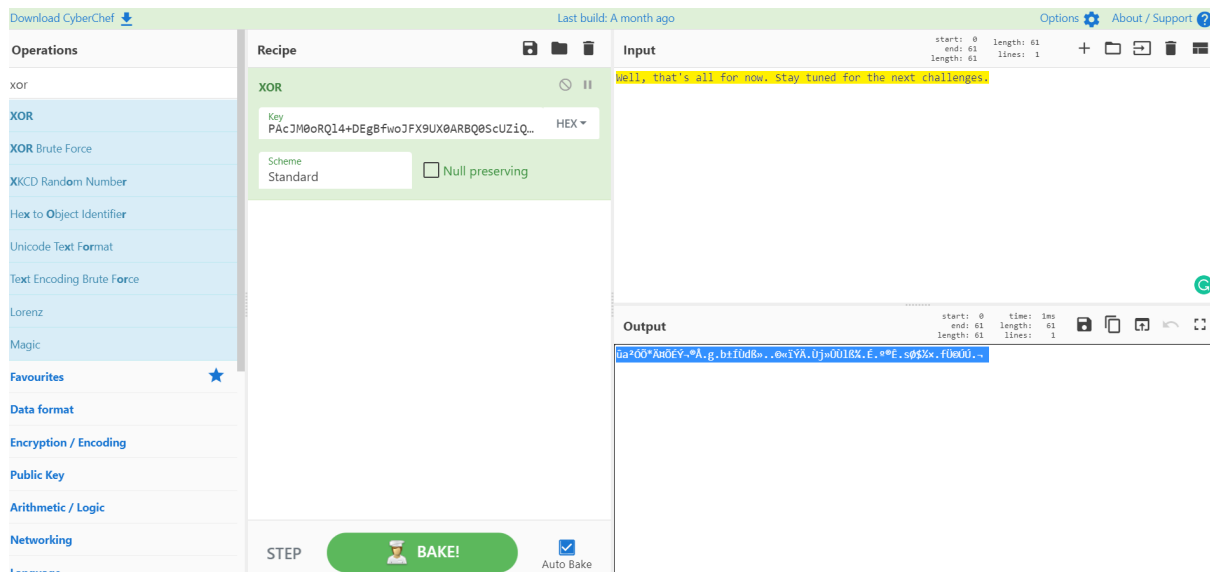 Download CyberChef
Last build: A month ago
Options
About / Support
Operations
xor
XOR
XOR Brute Force
XKCD Random Number
Hex to Object Identifier
Unicode Text Format
Text Encoding Brute Force
Lorenz
Magic
Favourites
Data format
Encryption / Encoding
Public Key
Arithmetic / Logic
Networking
Language
Recipe
XOR
Key
PAcJM0oRQl4+DEgBfwoJFX9UX0ARBQ0ScUZiQ…
HEX
Scheme
Standard
Null preserving
STEP
BAKE!
Auto Bake
Input
start: 0
end: 61
length: 61
length: 61
lines: 1
Well, that's all for now. Stay tuned for the next challenges.
Output
start: 0
end: 61
length: 61
time: 1ms
length: 61
lines: 1